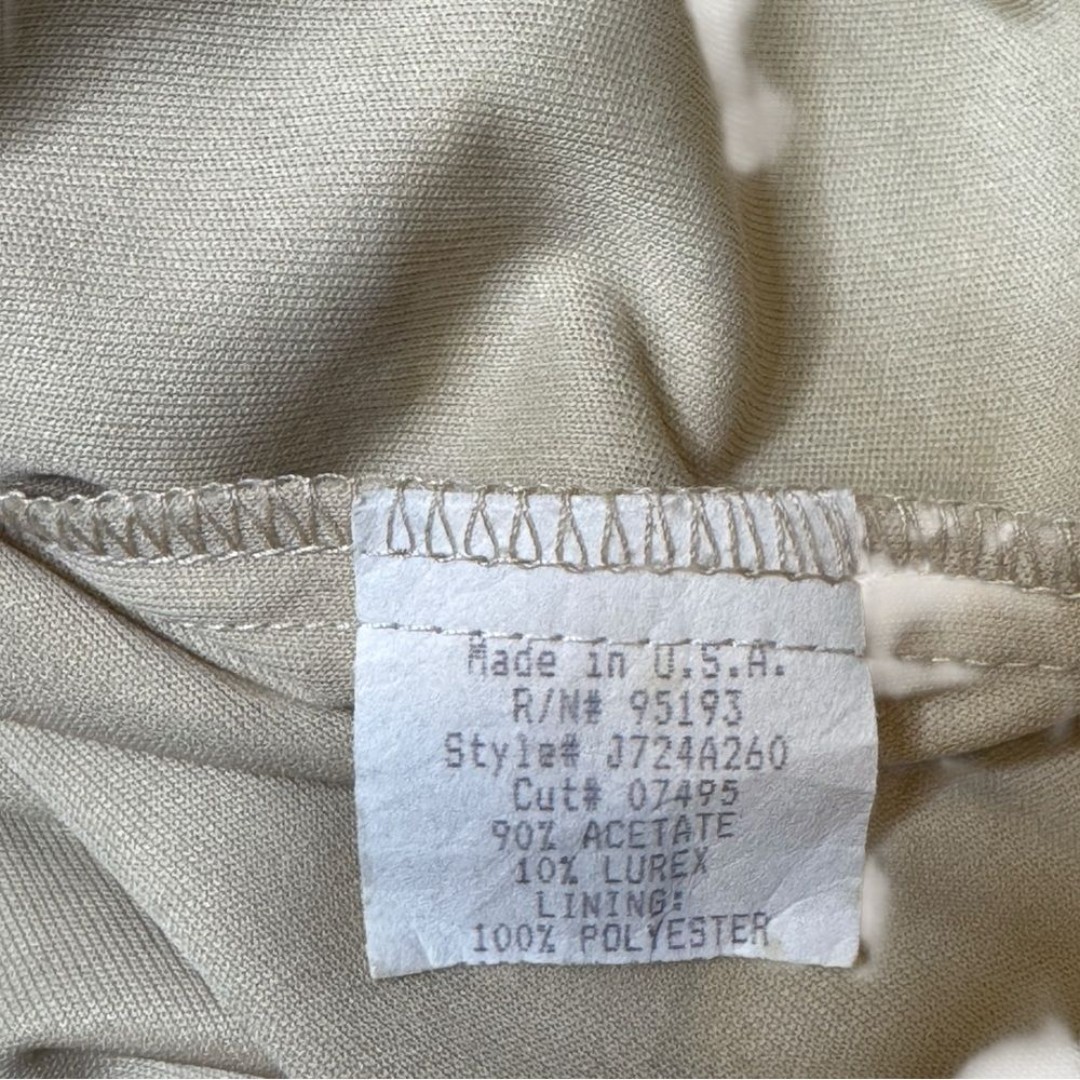 Made in U.S.A.
R/N# 95193
Style# J724A260
Cut# 07495
90% ACETATE
10% LUREX
LINING:
100% POLYESTER